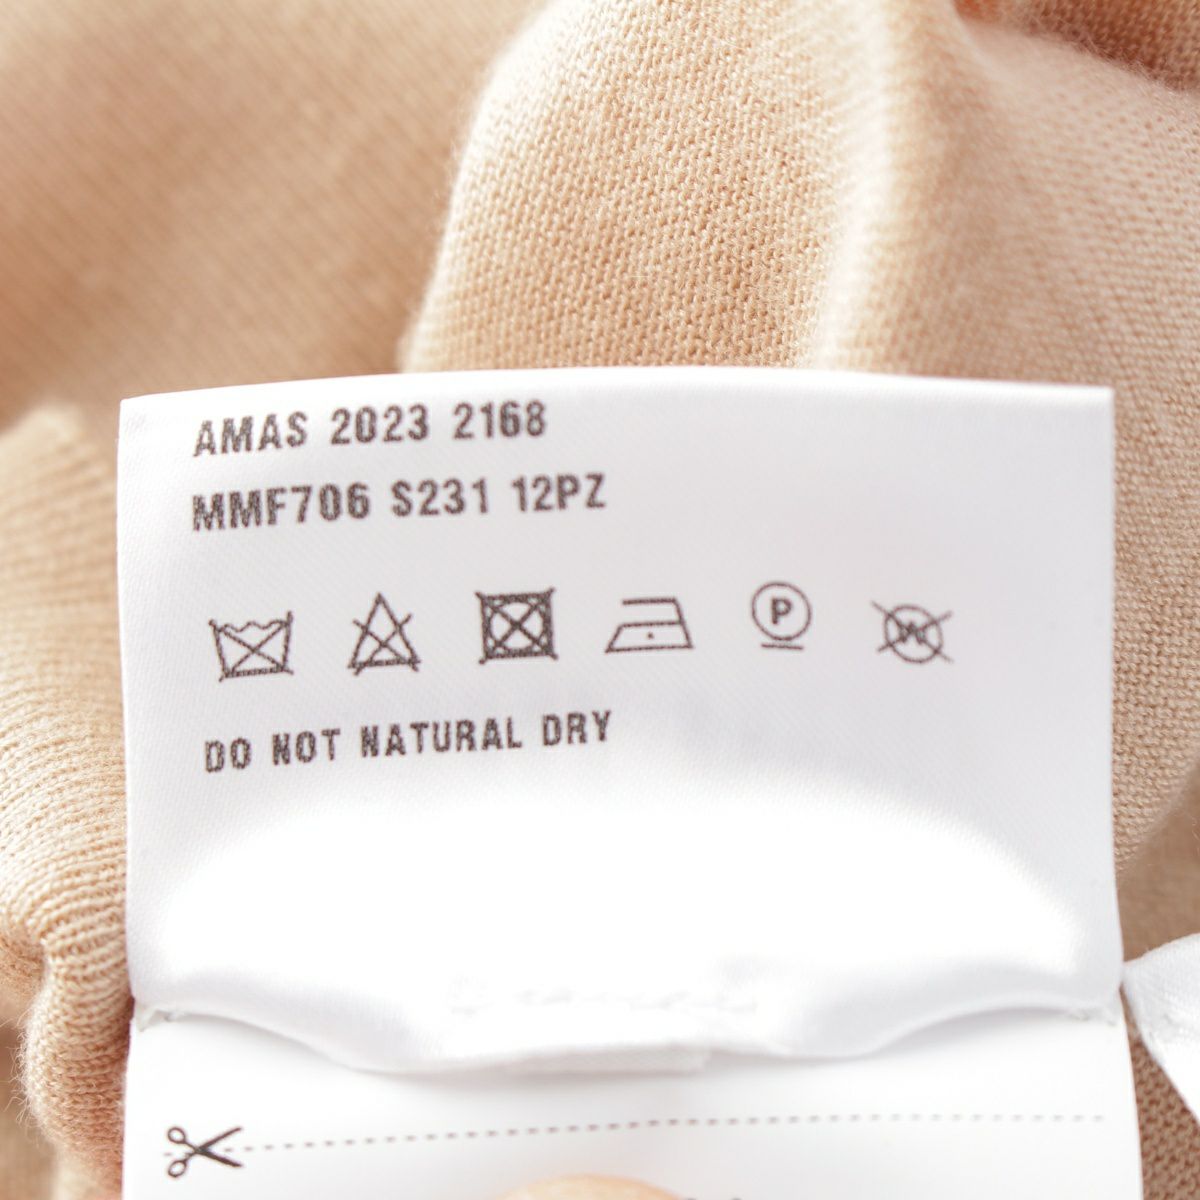 AMAS 2023 2168
MMF706 S231 12PZ
P W
DO NOT NATURAL DRY